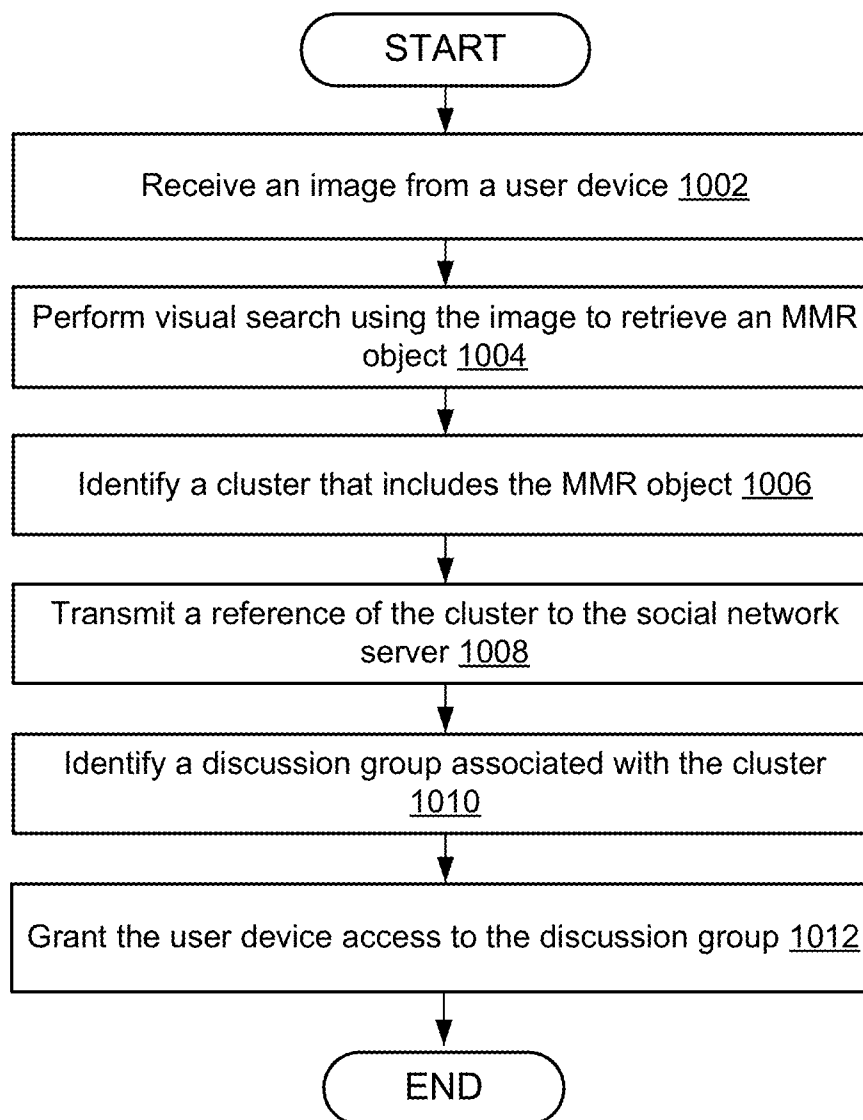 START
Receive an image from a user device 1002
Perform visual search using the image to retrieve an MMR
object 1004
Identify a cluster that includes the MMR object 1006
Transmit a reference of the cluster to the social network
server 1008
Identify a discussion group associated with the cluster
1010
Grant the user device access to the discussion group 1012
END